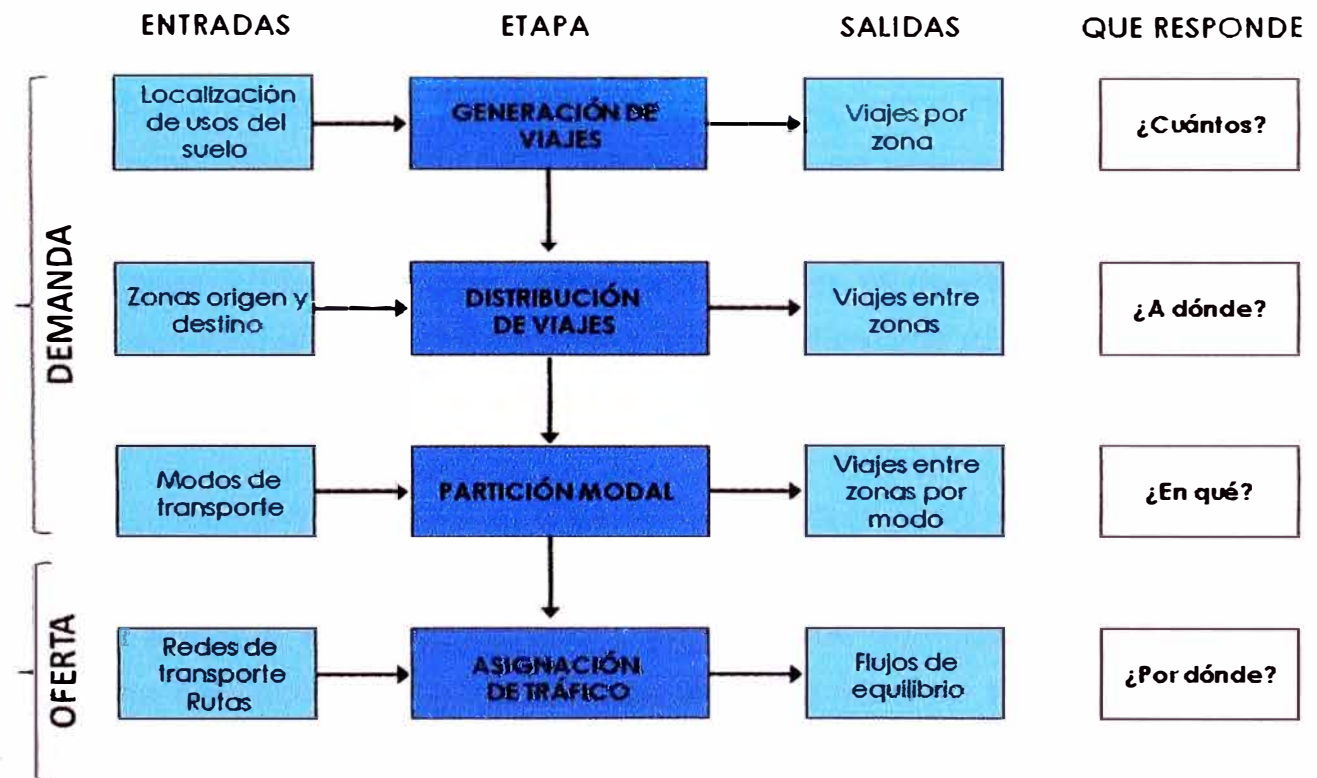 ENTRADAS
ETAPA
SALIDAS
QUE RESPONDE
DEMANDA
Localización
de usos del
suelo
GENERACIÓN DE
VIAJES
Viajes por
zona
¿Cuántos?
Zonas origen y
destino
DISTRIBUCIÓN
DE VIAJES
Viajes entre
zonas
¿A dónde?
Modos de
transporte
PARTICIÓN MODAL
Viajes entre
zonas por
modo
¿En qué?
OFERTA
Redes de
transporte
Rutas
ASIGNACIÓN
DE TRÁFICO
Flujos de
equilibrio
¿Por dónde?